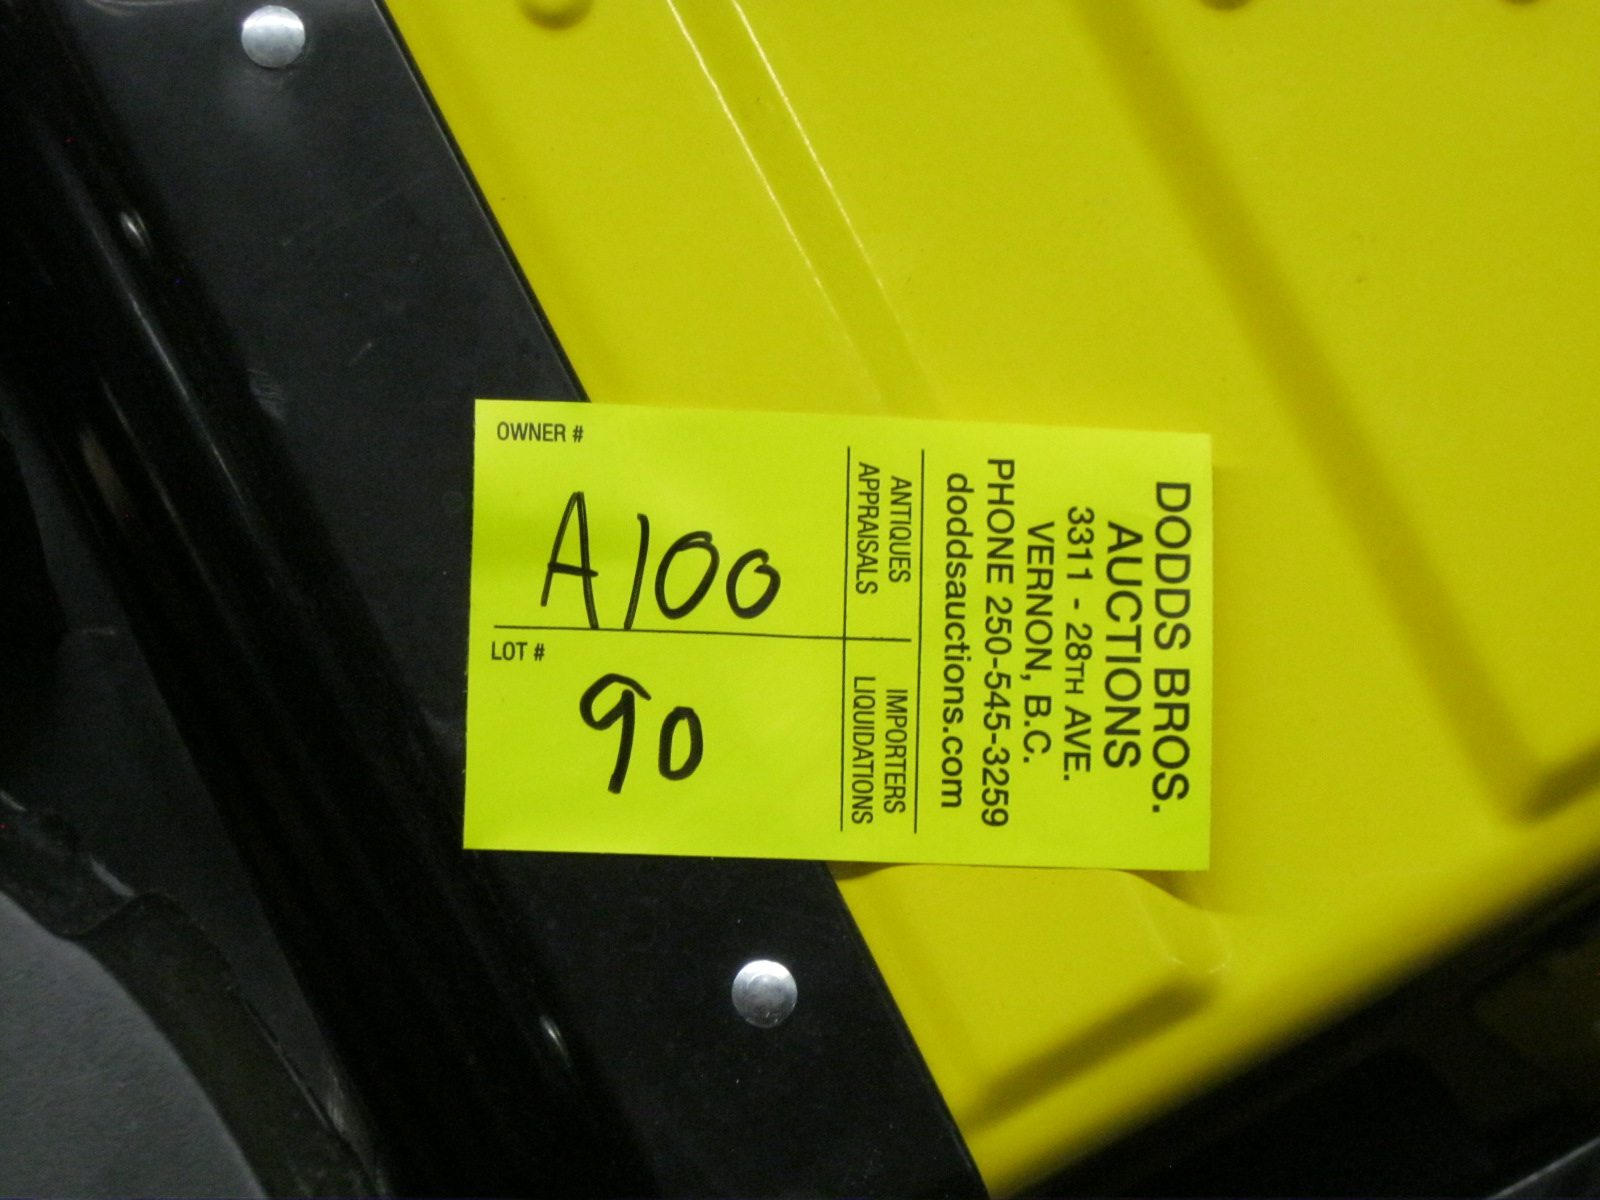 DODDS BROS.
AUCTIONS
3311 - 28TH AVE.
VERNON, B.C.
PHONE 250-545-3259
doddsauctions.com
ANTIQUES
APPRAISALS
IMPORTERS
LIQUIDATIONS
OWNER #
A100
LOT #
90